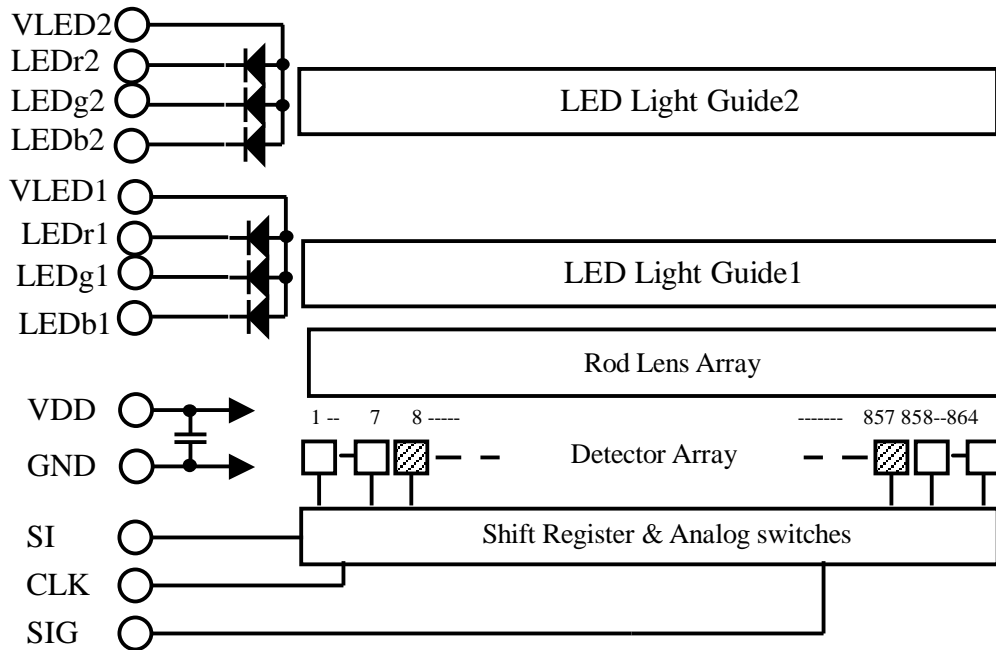 VLED2
LEDr2
LEDg2
LED Light Guide2
LEDb2
VLED1
LEDr1
LEDg1
LED Light Guide1
LEDb1
Rod Lens Array
VDD
1 -- 7 8 ----- ------- 857 858--864
GND
Detector Array
SI
Shift Register & Analog switches
CLK
SIG